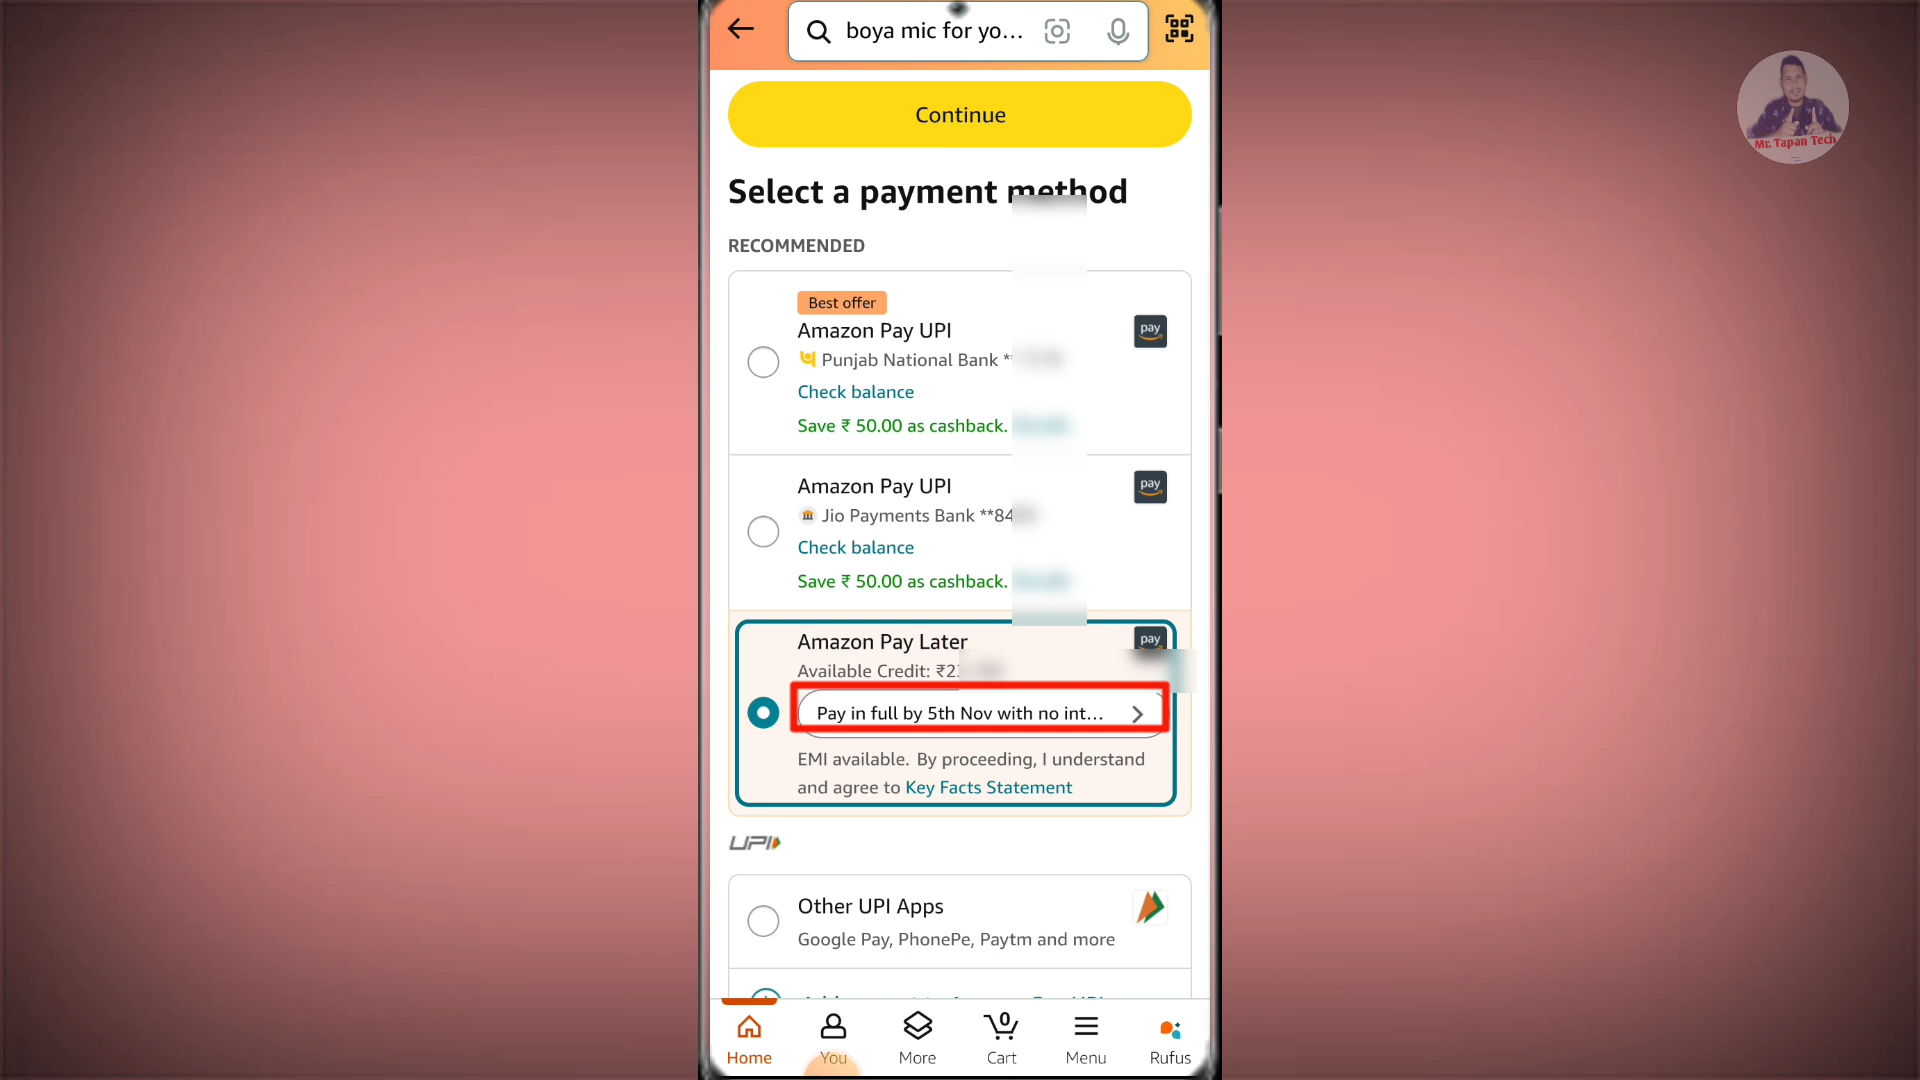 boya mic for yo...
Continue
Mr. Tapan Tech
Select a payment method
RECOMMENDED
Best offer
Amazon Pay UPI
pay
Punjab National Bank **
Check balance
Save ₹ 50.00 as cashback.
Amazon Pay UPI
pay
Jio Payments Bank **84
Check balance
Save ₹ 50.00 as cashback.
Amazon Pay Later
pay
Available Credit: ₹2
Pay in full by 5th Nov with no int...
EMI available. By proceeding, I understand
and agree to Key Facts Statement
UPI
Other UPI Apps
Google Pay, PhonePe, Paytm and more
0
Home
You
More
Cart
Menu
Rufus